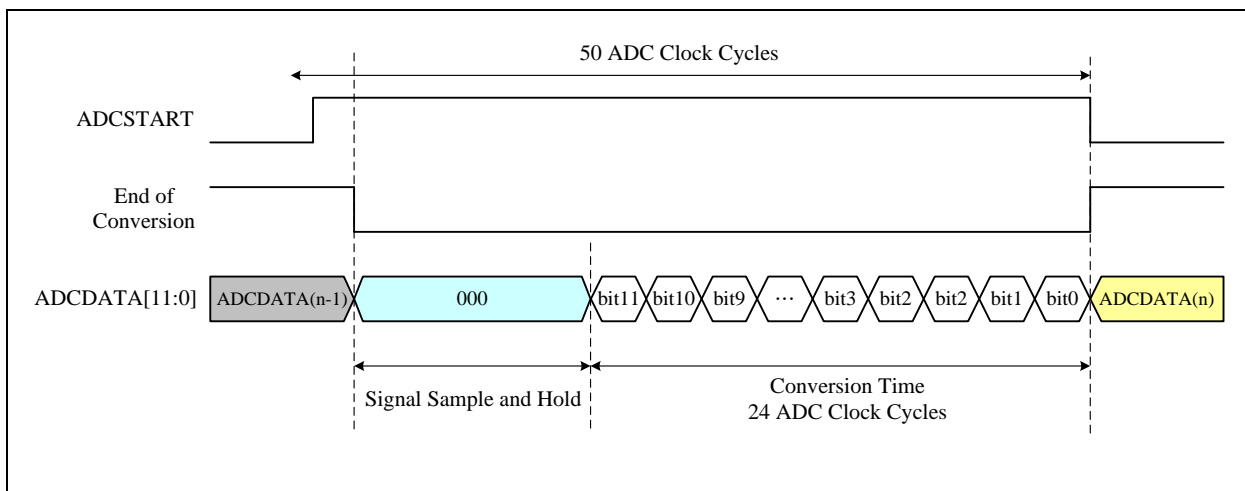 50 ADC Clock Cycles
ADCSTART
End of
Conversion
ADCDATA[11:0]
ADCDATA(n-1)
000
bit11
bit10
bit9
···
bit3
bit2
bit2
bit1
bit0
ADCDATA(n)
Signal Sample and Hold
Conversion Time
24 ADC Clock Cycles